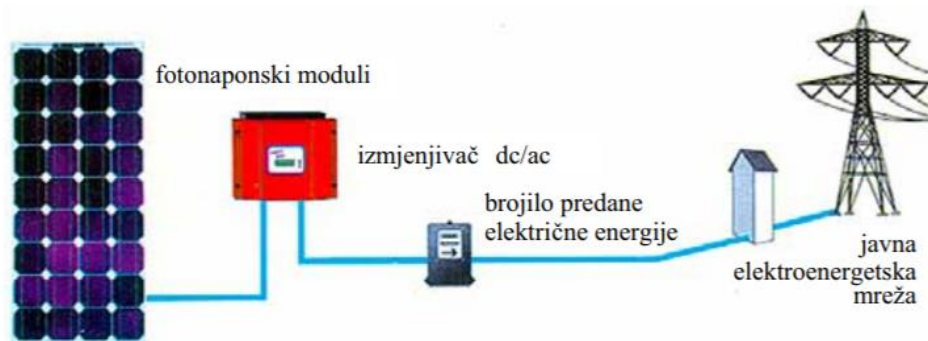 fotonaponski moduli
izmjenjivač dc/ac
brojilo predane
električne energije
javna
elektroenergetska
mreža